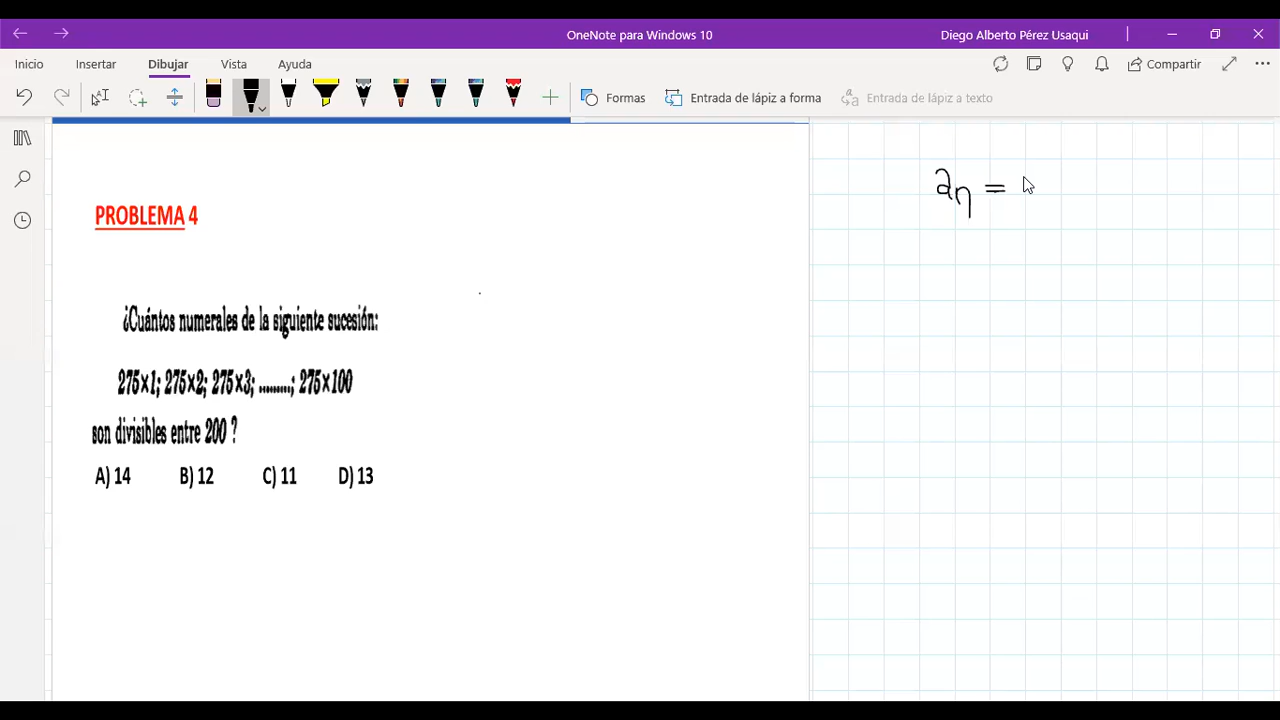 OneNote para Windows 10
Diego Alberto Pérez Usaqui
Inicio Insertar Dibujar Vista Ayuda
Compartir
Formas Entrada de lápiz a forma Entrada de lápiz a texto
aₙ =
PROBLEMA 4
¿Cuántos numerales de la siguiente sucesión:
275×1; 275×2; 275×3; .........; 275×100
son divisibles entre 200 ?
A) 14 B) 12 C) 11 D) 13